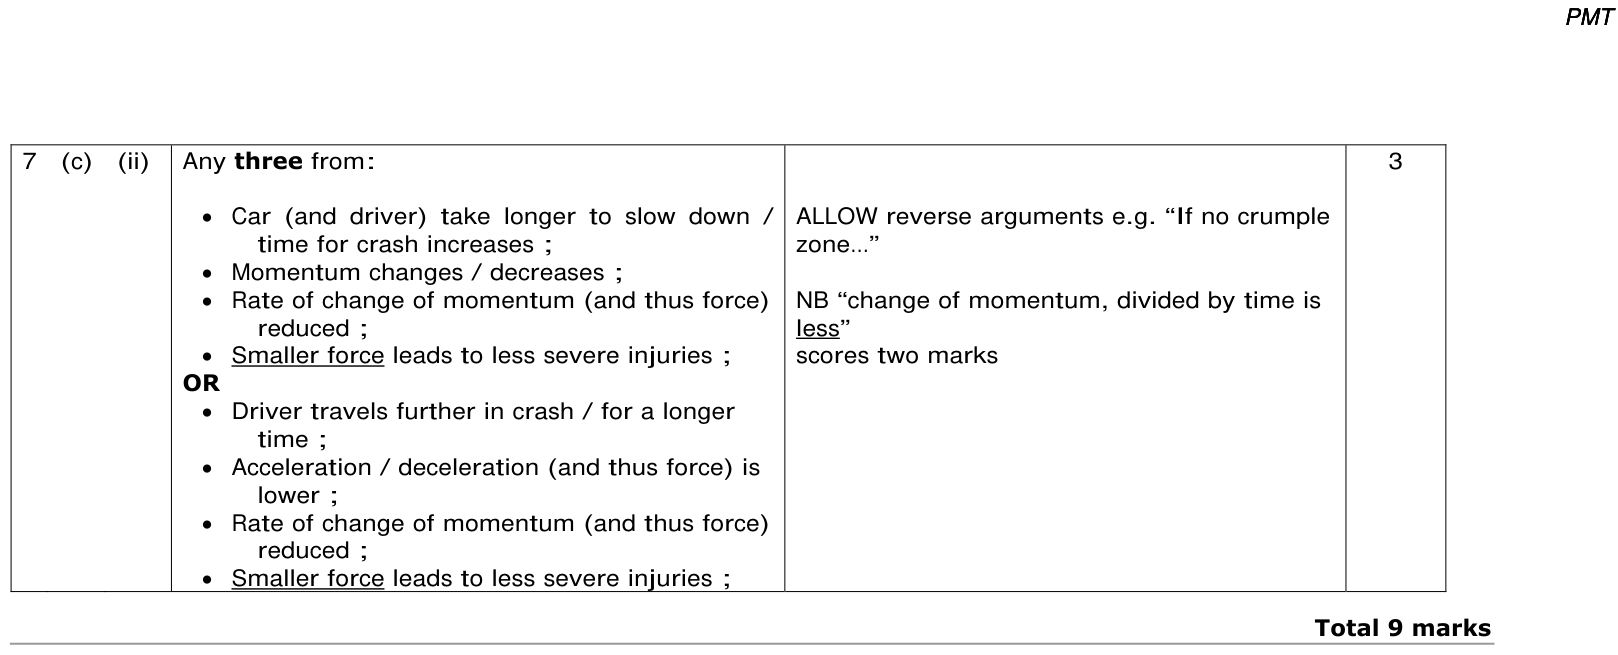 PMT
7 (c) (ii) Any three from: 3
• Car (and driver) take longer to slow down / ALLOW reverse arguments e.g. “If no crumple
time for crash increases ; zone...”
• Momentum changes / decreases ;
• Rate of change of momentum (and thus force) NB “change of momentum, divided by time is
reduced ; less”
• Smaller force leads to less severe injuries ; scores two marks
OR
• Driver travels further in crash / for a longer
time ;
• Acceleration / deceleration (and thus force) is
lower ;
• Rate of change of momentum (and thus force)
reduced ;
• Smaller force leads to less severe injuries ;
Total 9 marks